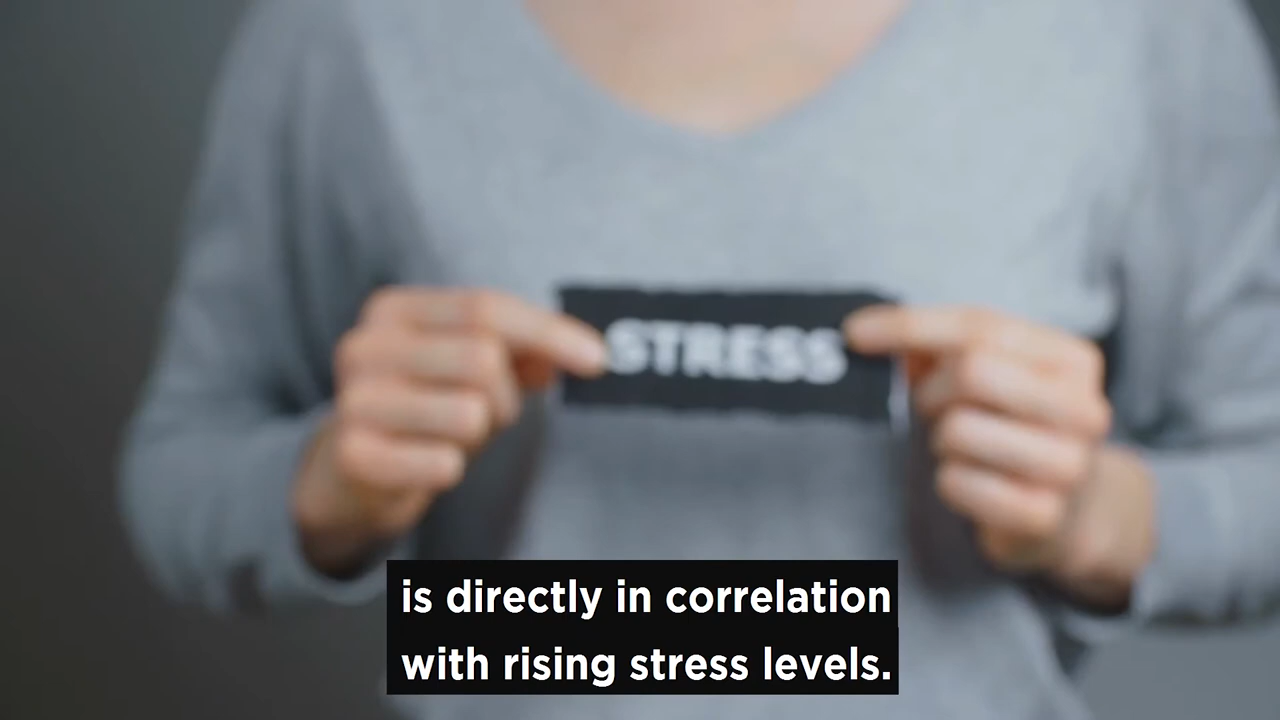 STRESS
is directly in correlation
with rising stress levels.